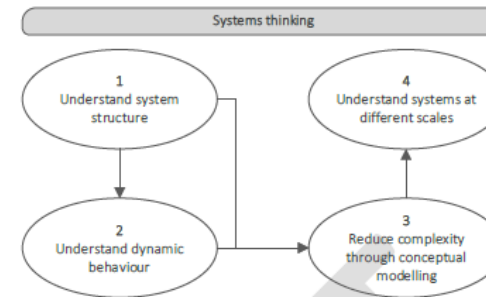 Systems thinking
1
Understand system
structure
2
Understand dynamic
behaviour
3
Reduce complexity
through conceptual
modelling
4
Understand systems at
different scales